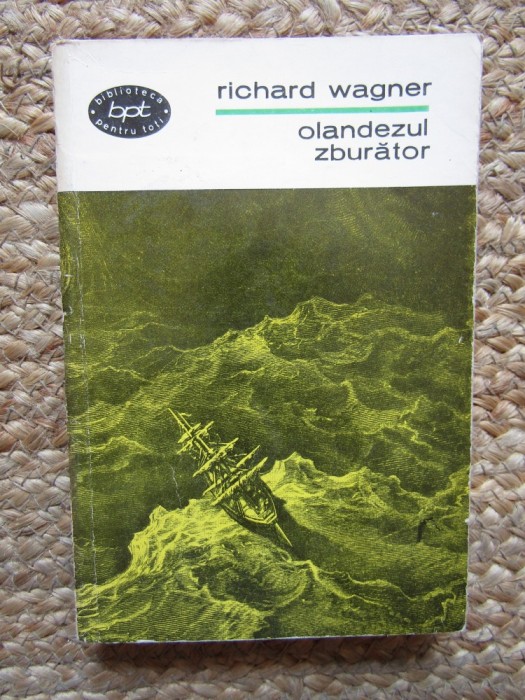 biblioteca
bpt
pentru toți
richard wagner
olandezul
zburător